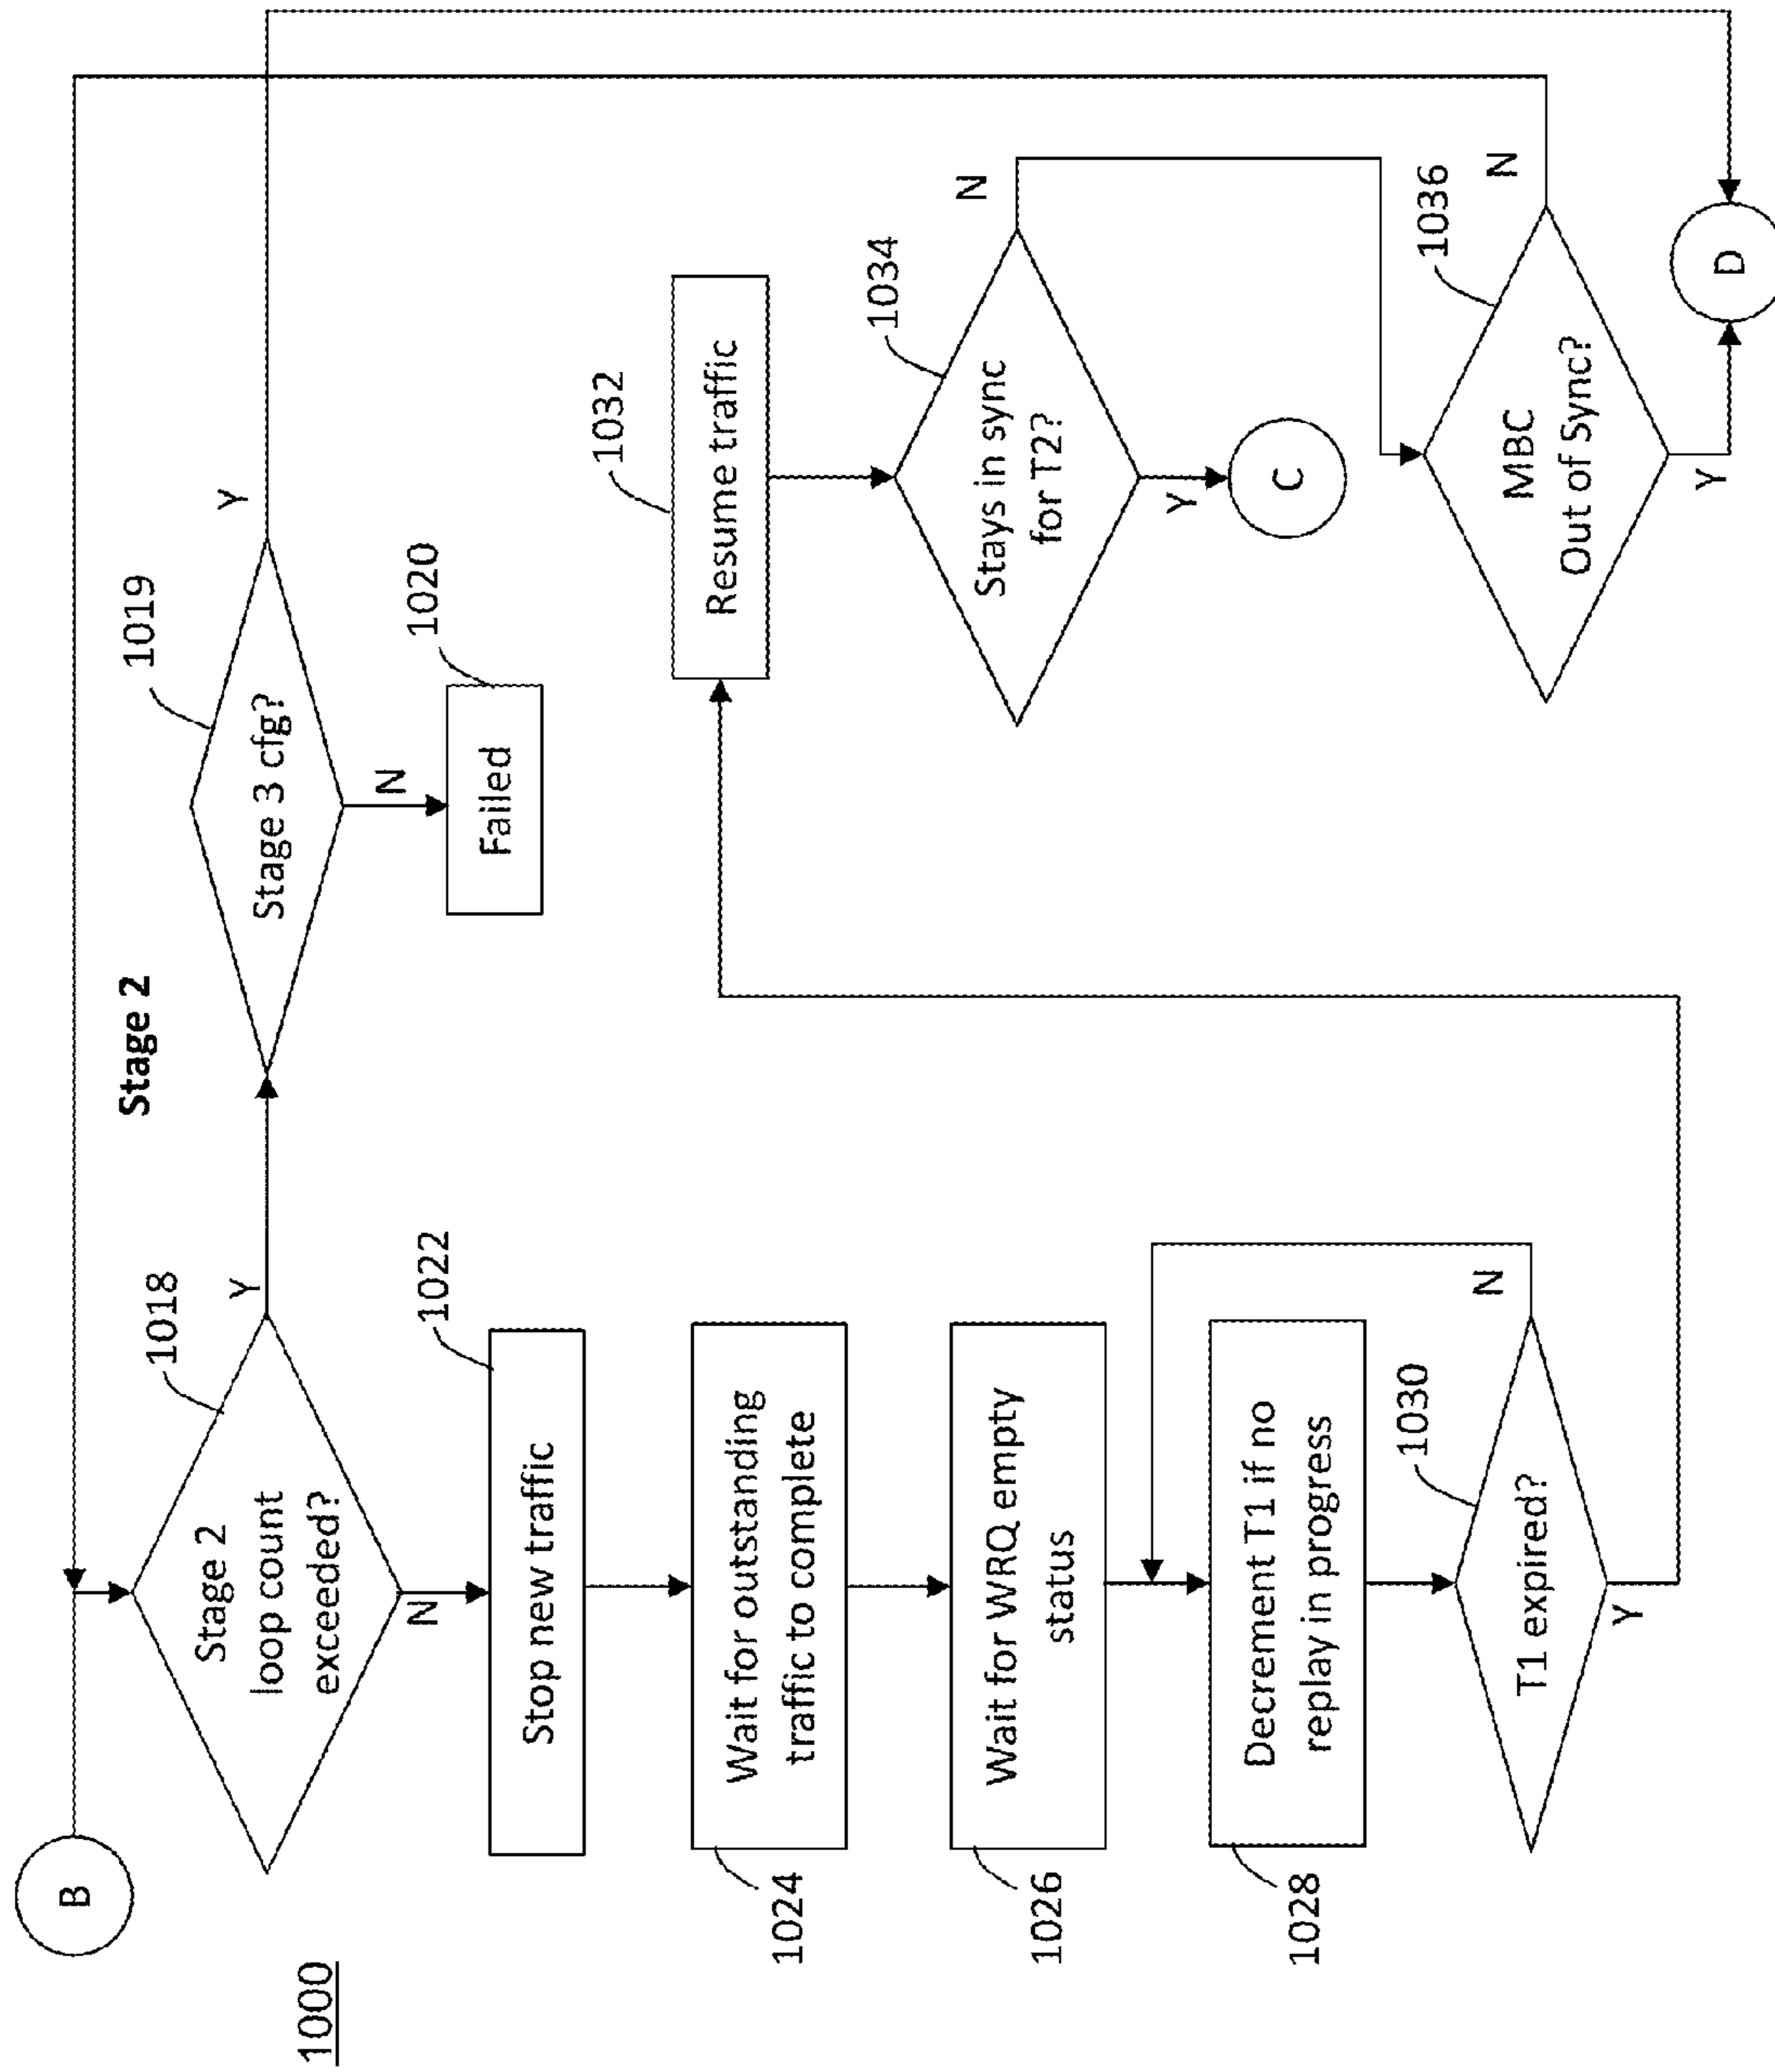 1000
B
Stage 2
1018
Stage 2
loop count
exceeded?
Y
N
1019
Stage 3 cfg?
Y
N
1020
Failed
1022
Stop new traffic
1024
Wait for outstanding
traffic to complete
1026
Wait for WRQ empty
status
1028
Decrement T1 if no
replay in progress
1030
T1 expired?
N
Y
1032
Resume traffic
1034
Stays in sync
for T2?
N
Y
C
1036
MBC
Out of Sync?
N
Y
D